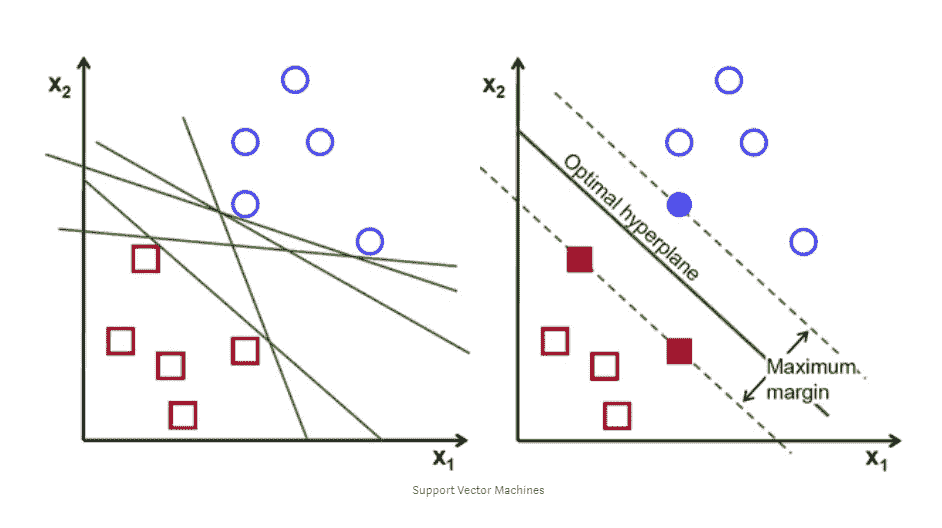 x₂
x₁
x₂
Optimal hyperplane
Maximum
margin
x₁
Support Vector Machines